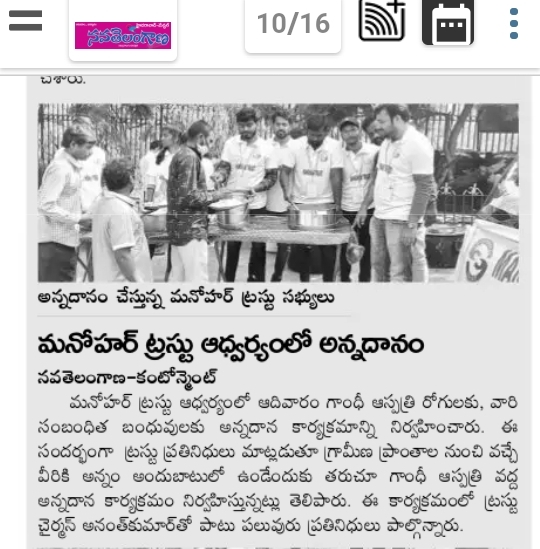 నవతెలంగాణ
10/16
చేశారు.
అన్నదానం చేస్తున్న మనోహర్ ట్రస్టు సభ్యులు
మనోహర్ ట్రస్టు ఆధ్వర్యంలో అన్నదానం
నవతెలంగాణ-కంటోన్మెంట్
మనోహర్ ట్రస్టు ఆధ్వర్యంలో ఆదివారం గాంధీ ఆస్పత్రి రోగులకు, వారి
సంబంధిత బంధువులకు అన్నదాన కార్యక్రమాన్ని నిర్వహించారు. ఈ
సందర్భంగా ట్రస్టు ప్రతినిధులు మాట్లడుతూ గ్రామీణ ప్రాంతాల నుంచి వచ్చే
వీరికి అన్నం అందుబాటులో ఉండేందుకు తరుచూ గాంధీ ఆస్పత్రి వద్ద
అన్నదాన కార్యక్రమం నిర్వహిస్తున్నట్లు తెలిపారు. ఈ కార్యక్రమంలో ట్రస్టు
చైర్మన్ అనంత్‌కుమార్‌తో పాటు పలువురు ప్రతినిధులు పాల్గొన్నారు.